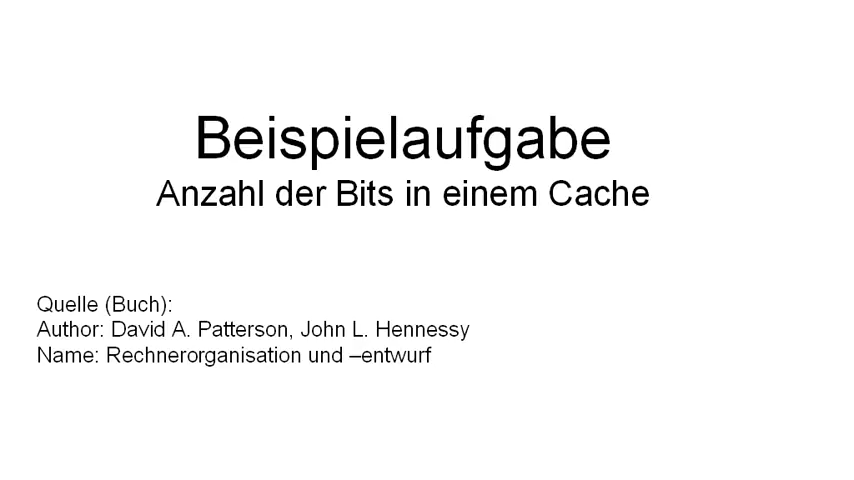 Beispielaufgabe
Anzahl der Bits in einem Cache
Quelle (Buch):
Author: David A. Patterson, John L. Hennessy
Name: Rechnerorganisation und –entwurf